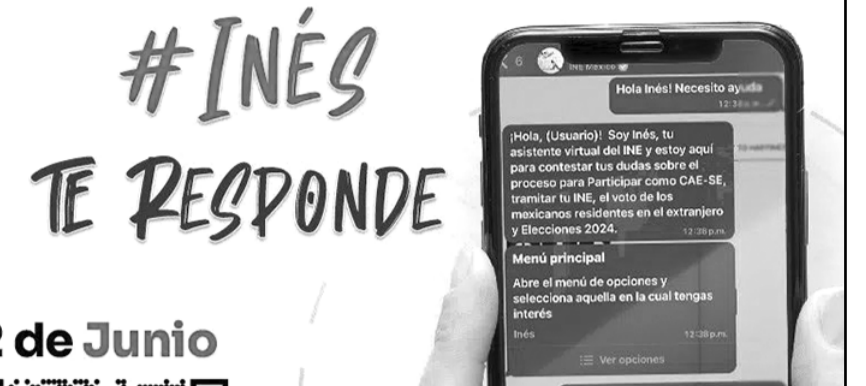 #INÉS
TE RESPONDE
de Junio
6
INE México
Hola Inés! Necesito ayuda
¡Hola, (Usuario)! Soy Inés, tu
asistente virtual del INE y estoy aquí
para contestar tus dudas sobre el
proceso para Participar como CAE-SE,
tramitar tu INE, el voto de los
mexicanos residentes en el extranjero
y Elecciones 2024.
12:38 p.m.
Menú principal
Abre el menú de opciones y
selecciona aquella en la cual tengas
interés
Inés
12:38 p.m.
Ver opciones